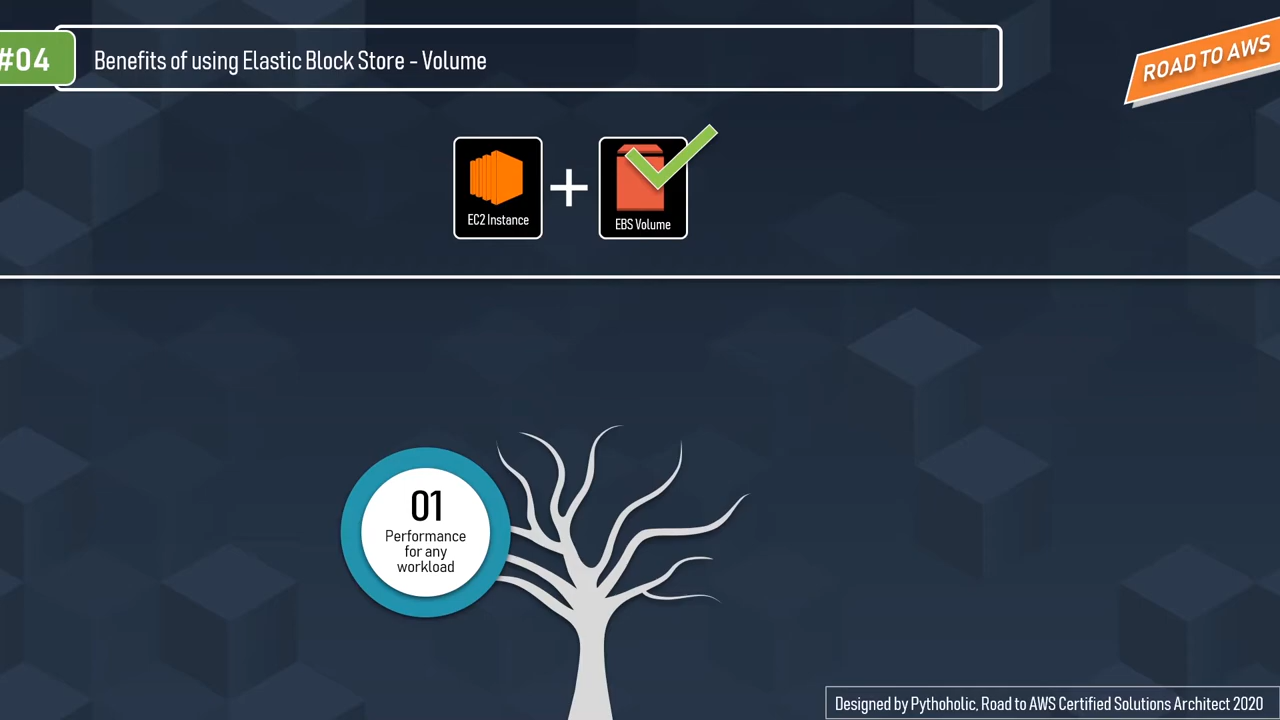 #04
Benefits of using Elastic Block Store - Volume
ROAD TO AWS
EC2 Instance
EBS Volume
01
Performance
for any
workload
Designed by Pythoholic, Road to AWS Certified Solutions Architect 2020